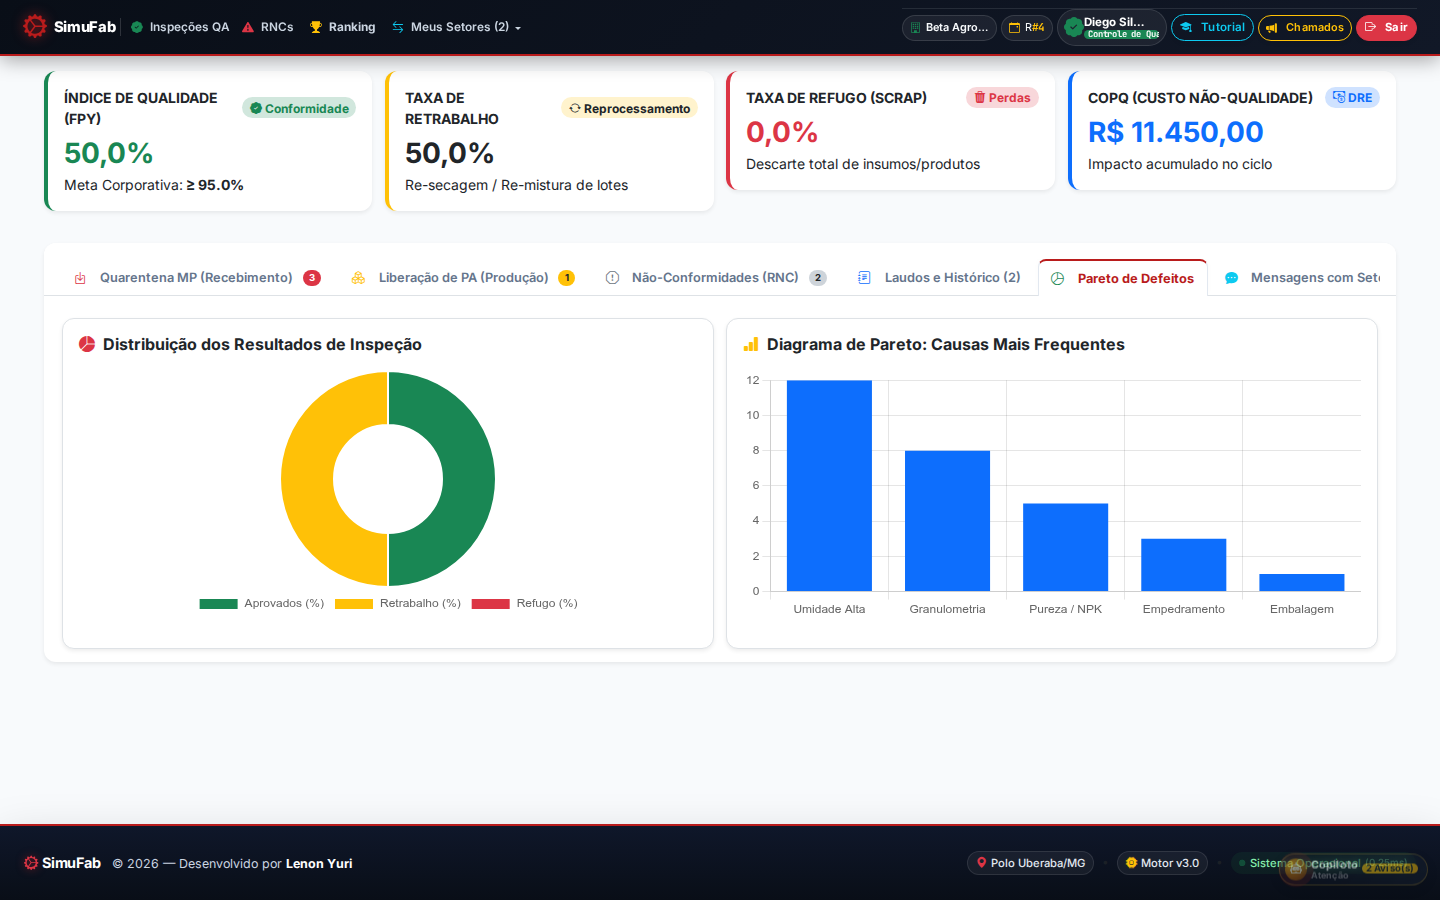 SimuFab
Inspeções QA
RNCs
Ranking
Meus Setores (2)
Beta Agro...
R#4
Diego Sil...
Controle de Qua
Tutorial
Chamados
Sair
ÍNDICE DE QUALIDADE (FPY)
Conformidade
50,0%
Meta Corporativa: ≥ 95.0%
TAXA DE RETRABALHO
Reprocessamento
50,0%
Re-secagem / Re-mistura de lotes
TAXA DE REFUGO (SCRAP)
Perdas
0,0%
Descarte total de insumos/produtos
COPQ (CUSTO NÃO-QUALIDADE)
DRE
R$ 11.450,00
Impacto acumulado no ciclo
Quarentena MP (Recebimento) 3
Liberação de PA (Produção) 1
Não-Conformidades (RNC) 2
Laudos e Histórico (2)
Pareto de Defeitos
Mensagens com Set
Distribuição dos Resultados de Inspeção
Aprovados (%)
Retrabalho (%)
Refugo (%)
Diagrama de Pareto: Causas Mais Frequentes
12
10
8
6
4
2
0
Umidade Alta
Granulometria
Pureza / NPK
Empedramento
Embalagem
SimuFab
© 2026 — Desenvolvido por Lenon Yuri
Polo Uberaba/MG
Motor v3.0
Copiloto
Atenção
2 Aviso(s)